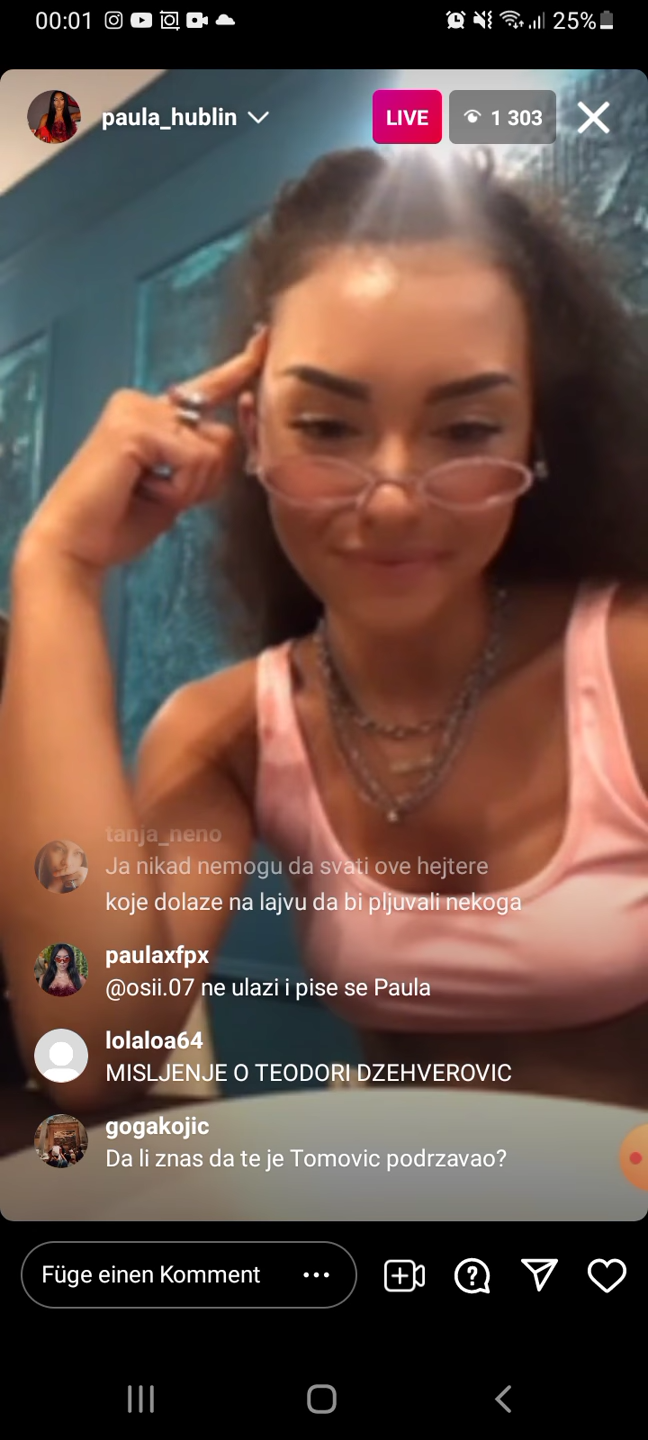 00:01
25%
paula_hublin
LIVE
1 303
tanja_neno
Ja nikad nemogu da svati ove hejtere
koje dolaze na lajvu da bi pljuvali nekoga
paulaxfpx
@osii.07 ne ulazi i pise se Paula
lolaloa64
MISLJENJE O TEODORI DZEHVEROVIC
gogakojic
Da li znas da te je Tomovic podrzavao?
Füge einen Komment